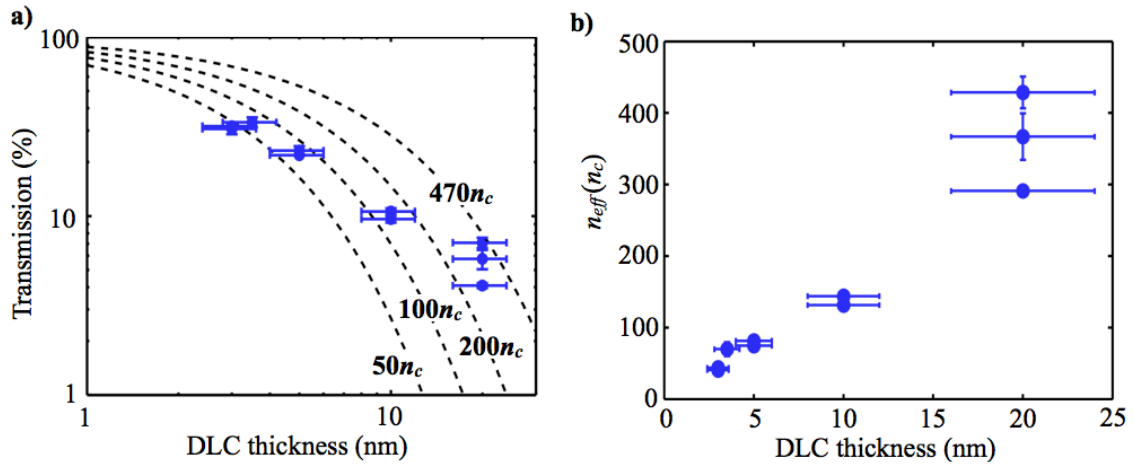 a)
100
10
1
Transmission (%)
470n_c
100n_c
200n_c
50n_c
1
10
DLC thickness (nm)
b)
500
400
300
200
100
0
n_eff(n_c)
0
5
10
15
20
25
DLC thickness (nm)